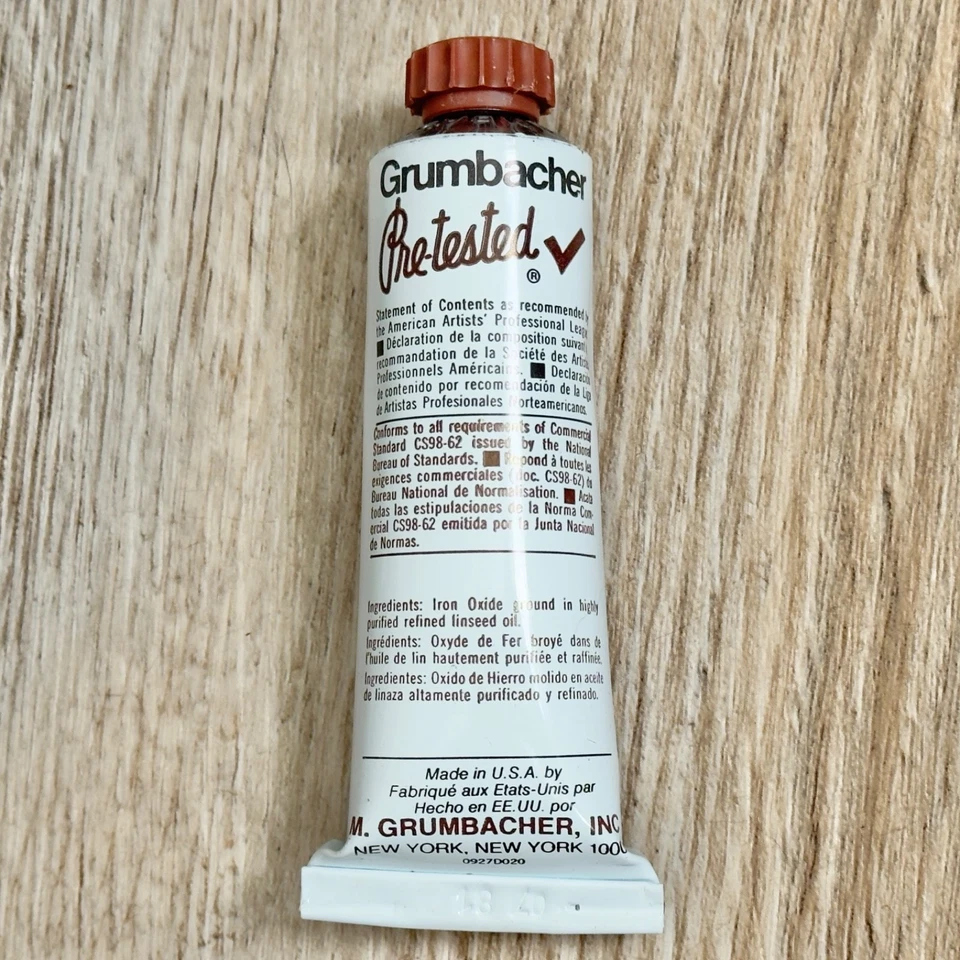 Grumbacher
Pre-tested ✓
®
Statement of Contents as recommended
the American Artists' Professional
■ Déclaration de la composition suivant
recommandation de la Société des
Professionnels Américains. ■ Declaración
de contenido por recomendación de la Liga
de Artistas Profesionales Norteamericanos.
Conforms to all requirements of Commercial
Standard CS98-62 issued by the National
Bureau of Standards. ■ Répond à toutes les
exigences commerciales (doc. CS98-62) du
Bureau National de Normalisation. ■ Acata
todas las estipulaciones de la Norma Com-
ercial CS98-62 emitida por la Junta Nacional
de Normas.
Ingredients: Iron Oxide ground in highly
purified refined linseed oil.
Ingrédients: Oxyde de Fer broyé dans de
l'huile de lin hautement purifiée et raffinée.
Ingredientes: Oxido de Hierro molido en aceite
de linaza altamente purificado y refinado.
Made in U.S.A. by
Fabriqué aux Etats-Unis par
Hecho en EE.UU. por
M. GRUMBACHER, INC
NEW YORK, NEW YORK
0927D020